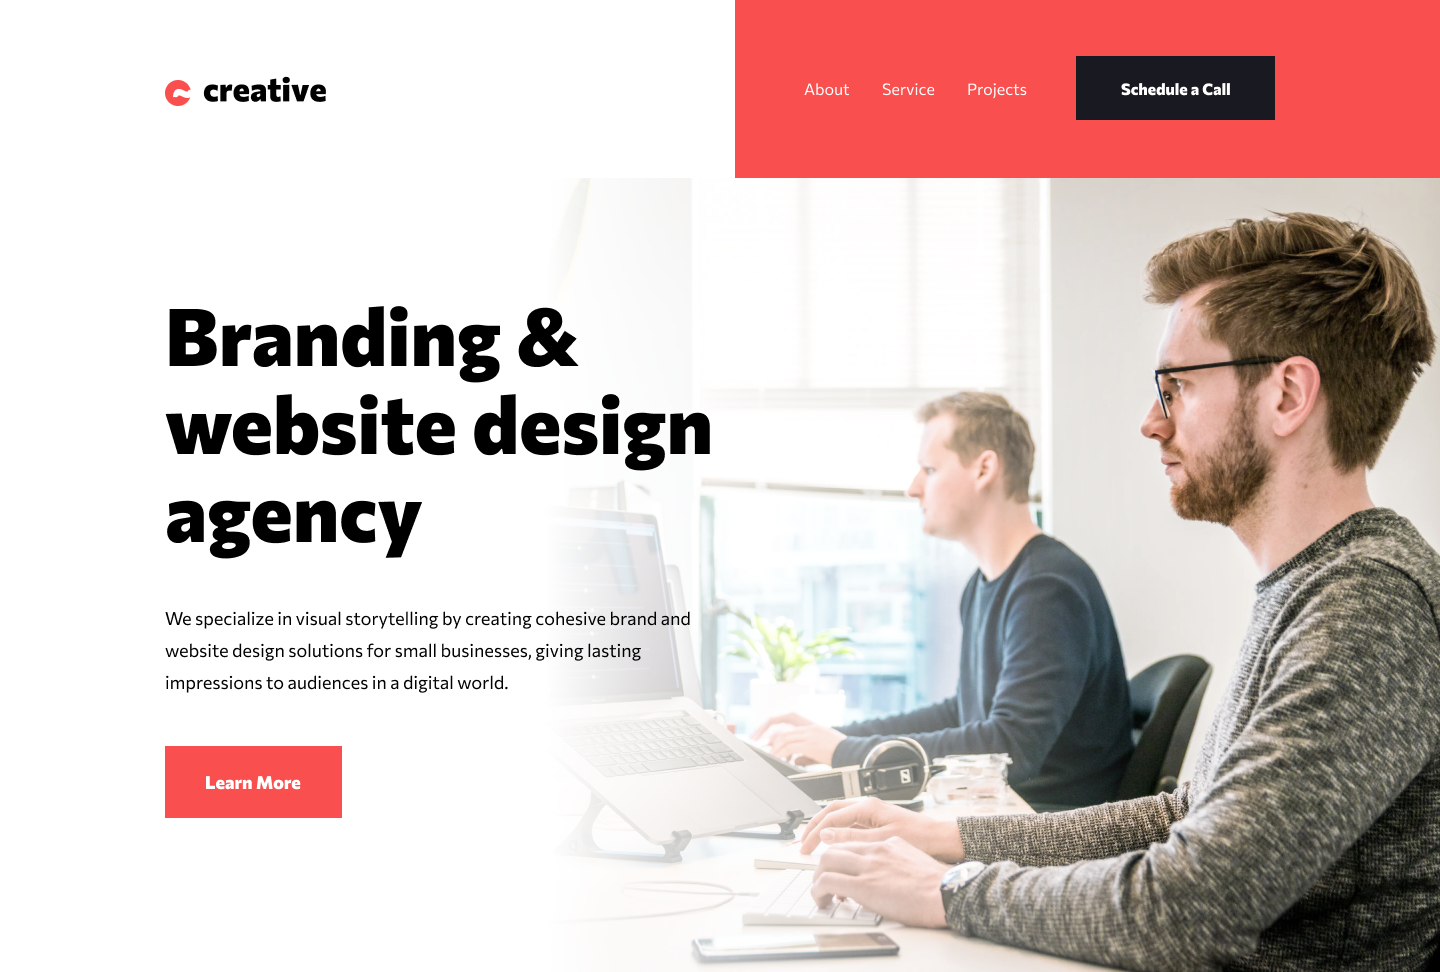 creative
About
Service
Projects
Schedule a Call
Branding &
website design
agency
We specialize in visual storytelling by creating cohesive brand and
website design solutions for small businesses, giving lasting
impressions to audiences in a digital world.
Learn More